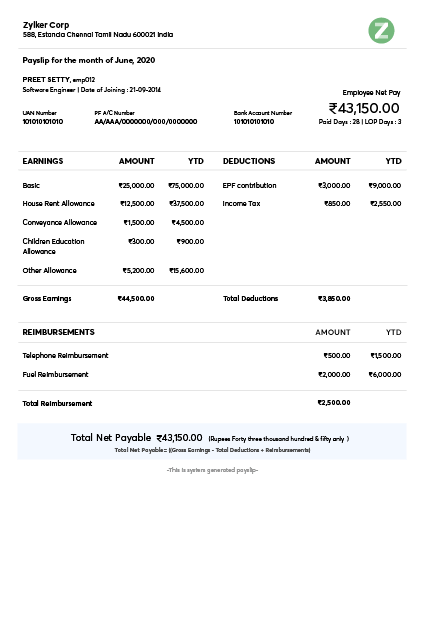 Zylker Corp
588, Estancia Chennai Tamil Nadu 600021 India
Z
Payslip for the month of June, 2020
PREET SETTY, emp012
Software Engineer | Date of Joining : 21-09-2014
Employee Net Pay
₹43,150.00
Paid Days : 28 | LOP Days : 3
UAN Number PF A/C Number Bank Account Number
101010101010 AA/AAA/0000000/000/0000000 101010101010
EARNINGS AMOUNT YTD DEDUCTIONS AMOUNT YTD
Basic ₹25,000.00 ₹75,000.00 EPF contribution ₹3,000.00 ₹9,000.00
House Rent Allowance ₹12,500.00 ₹37,500.00 Income Tax ₹850.00 ₹2,550.00
Conveyance Allowance ₹1,500.00 ₹4,500.00
Children Education ₹300.00 ₹900.00
Allowance
Other Allowance ₹5,200.00 ₹15,600.00
Gross Earnings ₹44,500.00 Total Deductions ₹3,850.00
REIMBURSEMENTS AMOUNT YTD
Telephone Reimbursement ₹500.00 ₹1,500.00
Fuel Reimbursement ₹2,000.00 ₹6,000.00
Total Reimbursement ₹2,500.00
Total Net Payable ₹43,150.00 (Rupees Forty three thousand hundred & fifty only )
Total Net Payable= ((Gross Earnings - Total Deductions + Reimbursements)
-This is system generated payslip-